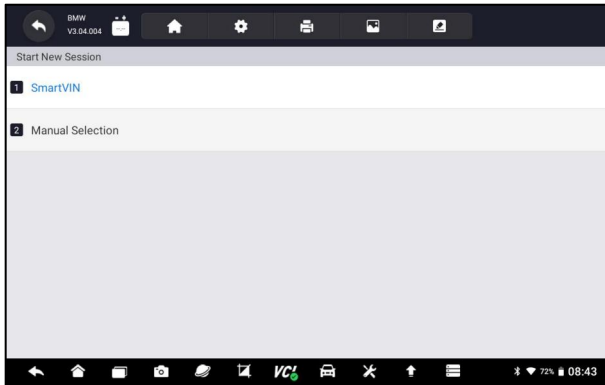 BMW
V3.04.004
Start New Session
1 SmartVIN
2 Manual Selection
VCI
72% 08:43